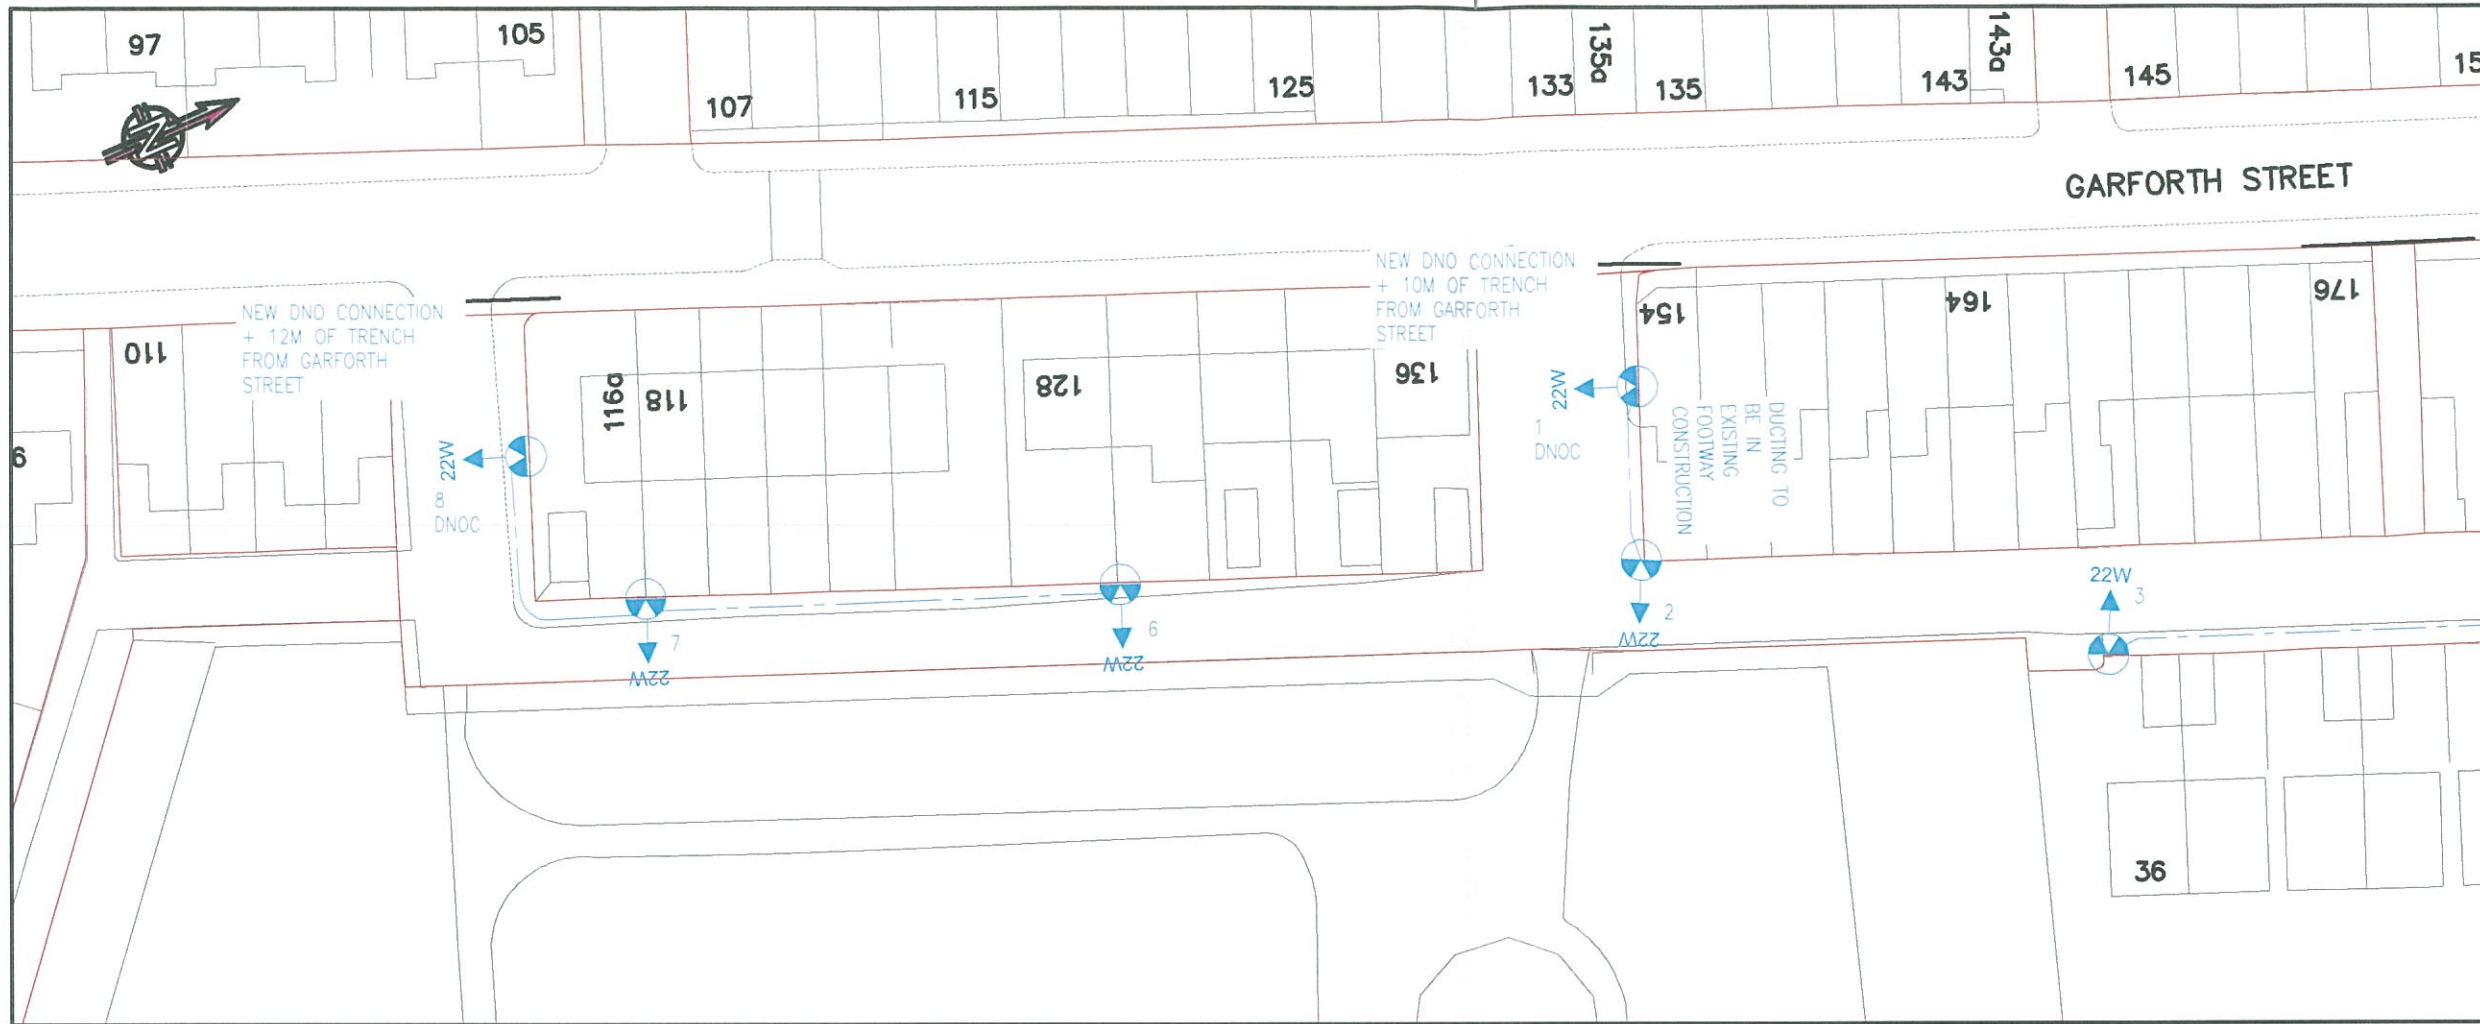 97
105
107
115
125
133
135a
135
143
143a
145
15
N
GARFORTH STREET
NEW DNO CONNECTION
+ 12M OF TRENCH
FROM GARFORTH
STREET
NEW DNO CONNECTION
+ 10M OF TRENCH
FROM GARFORTH
STREET
110
119a
118
128
136
154
164
176
22W
8
DNOC
22W
1
DNOC
DUCTING TO
BE IN
EXISTING
FOOTWAY
CONSTRUCTION
7
22W
6
22W
2
22W
22W
3
36